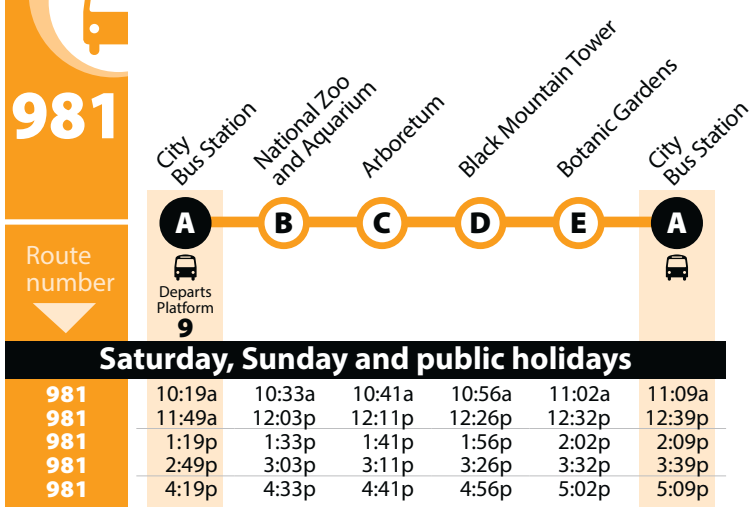 981
City
Bus Station
National Zoo
and Aquarium
Arboretum
Black Mountain Tower
Botanic Gardens
City
Bus Station
A B C D E A
Route
number
Departs
Platform
9
Saturday, Sunday and public holidays
981 10:19a 10:33a 10:41a 10:56a 11:02a 11:09a
981 11:49a 12:03p 12:11p 12:26p 12:32p 12:39p
981 1:19p 1:33p 1:41p 1:56p 2:02p 2:09p
981 2:49p 3:03p 3:11p 3:26p 3:32p 3:39p
981 4:19p 4:33p 4:41p 4:56p 5:02p 5:09p